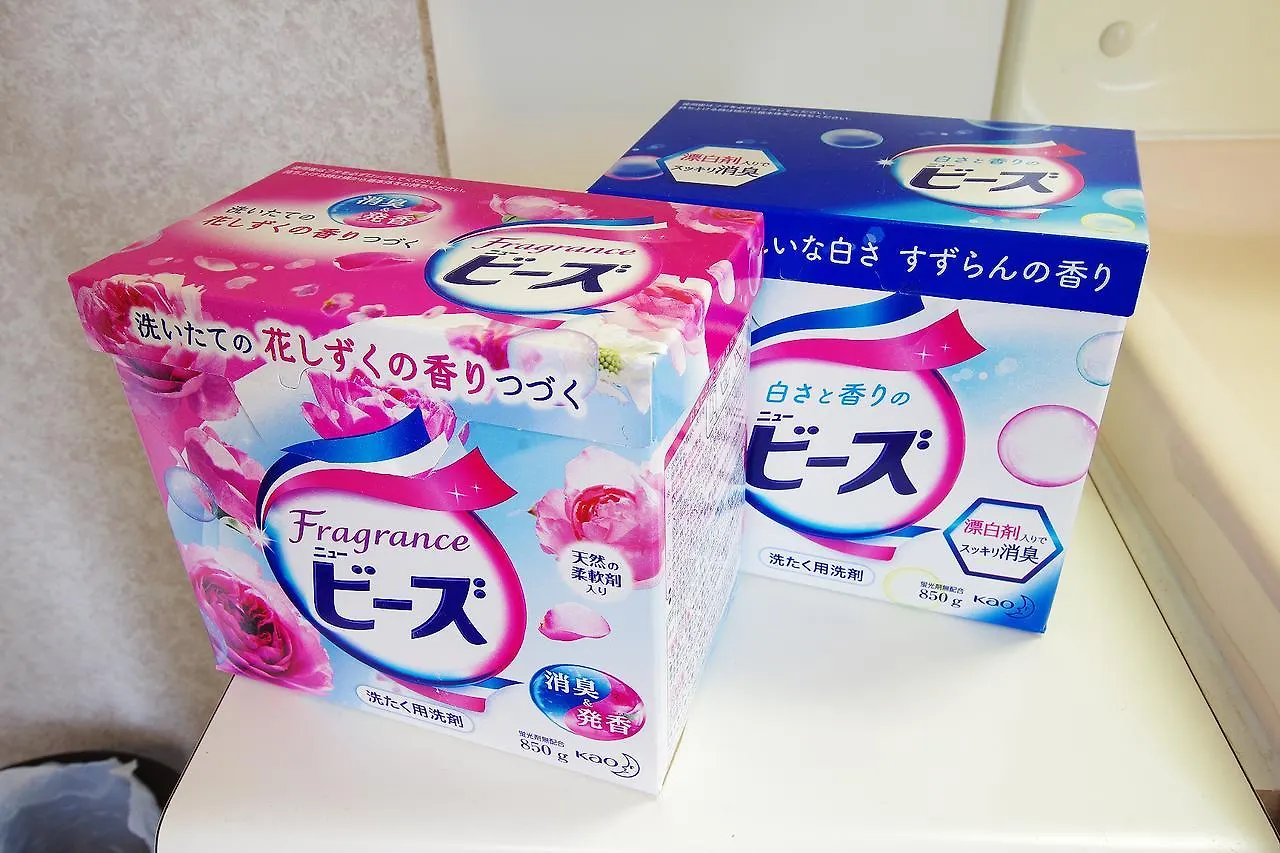 洗いたての
花しずくの香りつづく
消臭
&
発香
Fragrance
ニュー
ビーズ
洗いたての 花しずくの香りつづく
Fragrance
ニュー
ビーズ
天然の
柔軟剤
入り
消臭
&
発香
洗たく用洗剤
蛍光剤無配合
850 g
Kao
漂白剤入りで
スッキリ消臭
白さと香りの
ニュー
ビーズ
いな白さ すずらんの香り
白さと香りの
ニュー
ビーズ
漂白剤入りで
スッキリ消臭
洗たく用洗剤
蛍光剤無配合
850 g
Kao